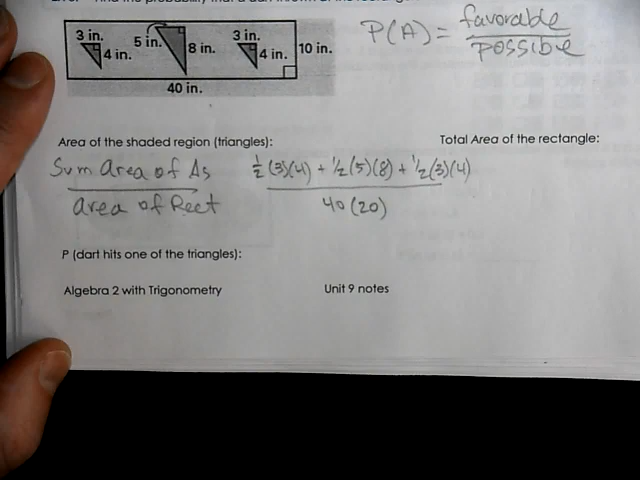 3 in.
4 in.
5 in.
8 in.
3 in.
4 in.
10 in.
40 in.
P(A) = favorable / possible
Area of the shaded region (triangles):
Total Area of the rectangle:
Sum area of Δs / area of Rect
1/2 (3)(4) + 1/2 (5)(8) + 1/2 (3)(4) / 40 (20)
P (dart hits one of the triangles):
Algebra 2 with Trigonometry
Unit 9 notes